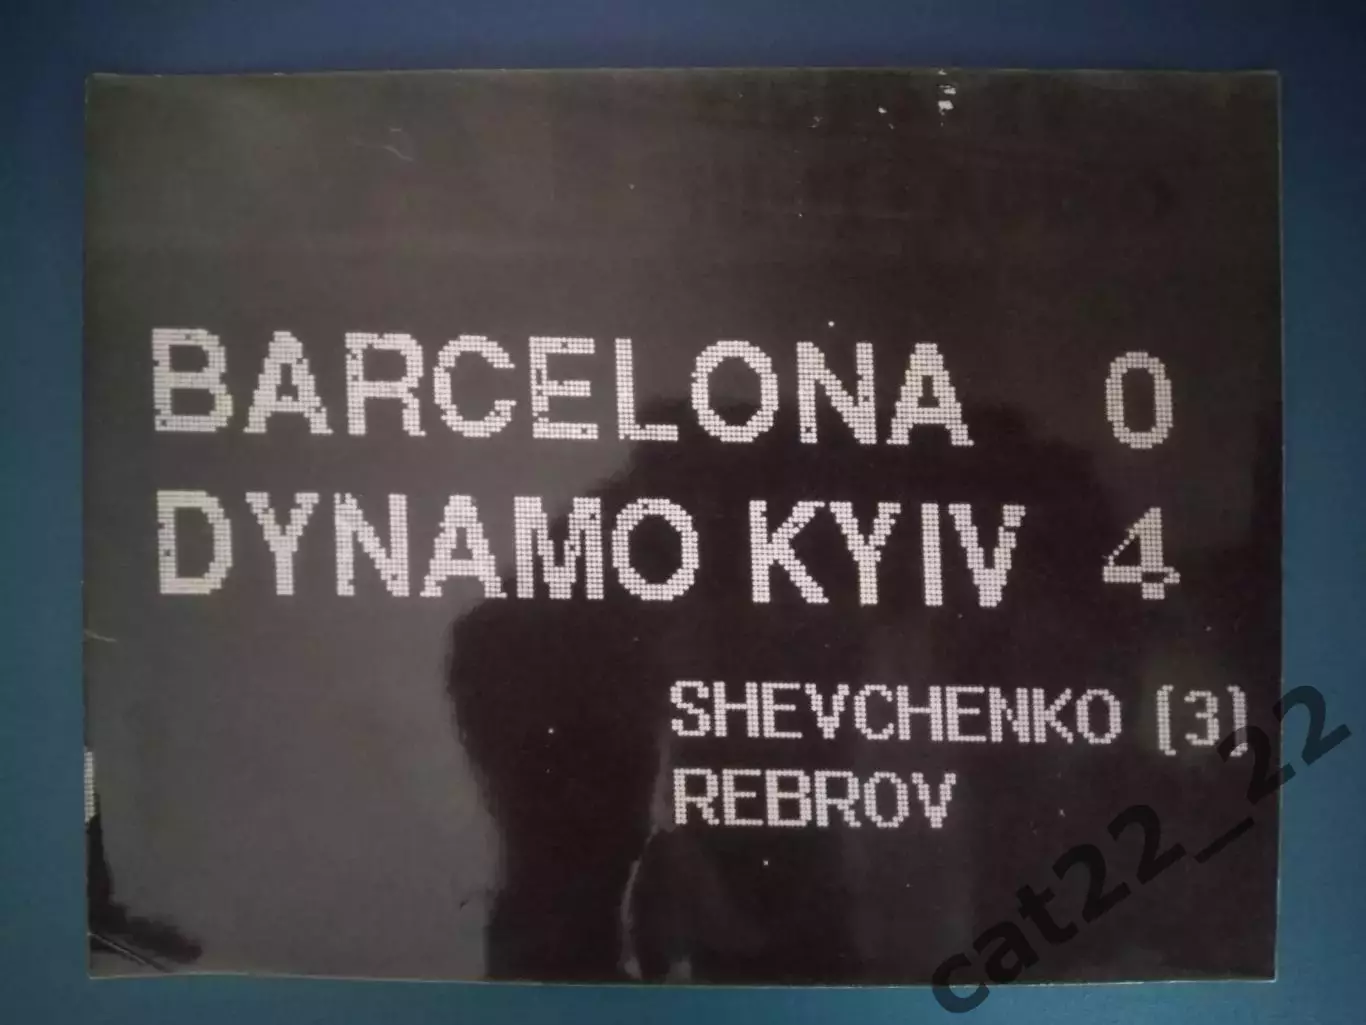 BARCELONA 0
DYNAMO KYIV 4
SHEVCHENKO (3)
REBROV
cat22_22